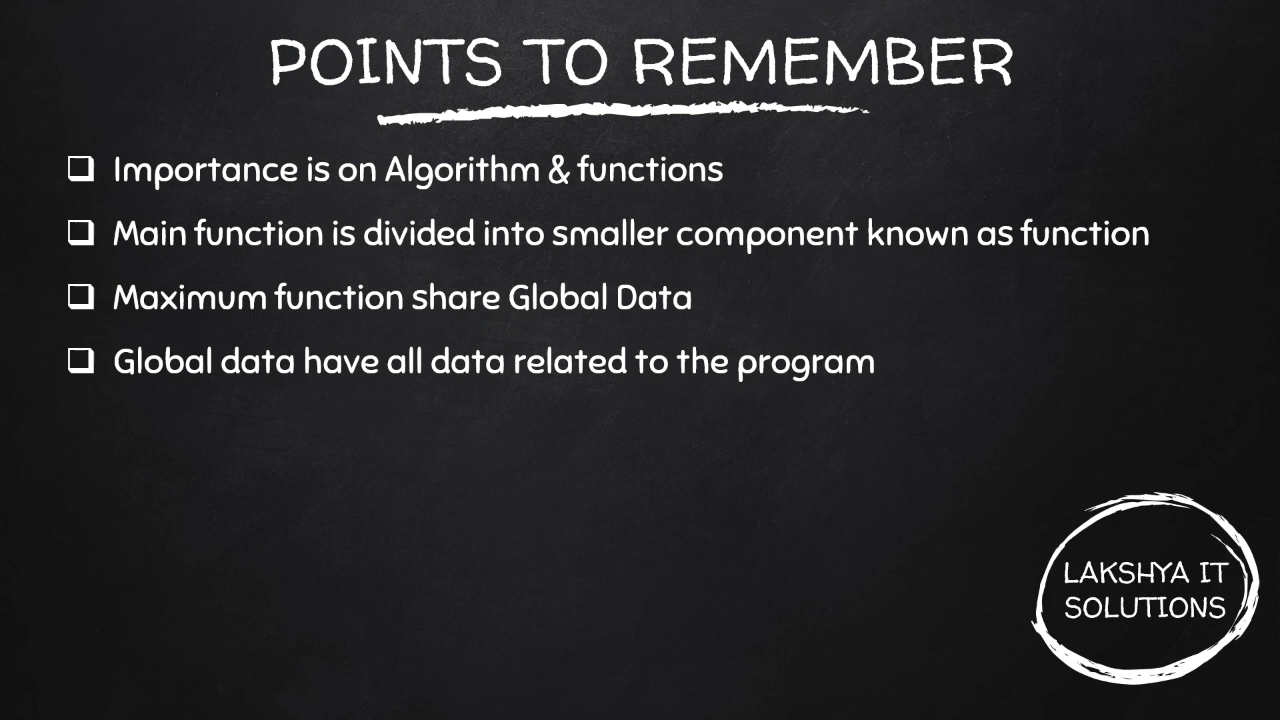 POINTS TO REMEMBER
Importance is on Algorithm & functions
Main function is divided into smaller component known as function
Maximum function share Global Data
Global data have all data related to the program
LAKSHYA IT
SOLUTIONS